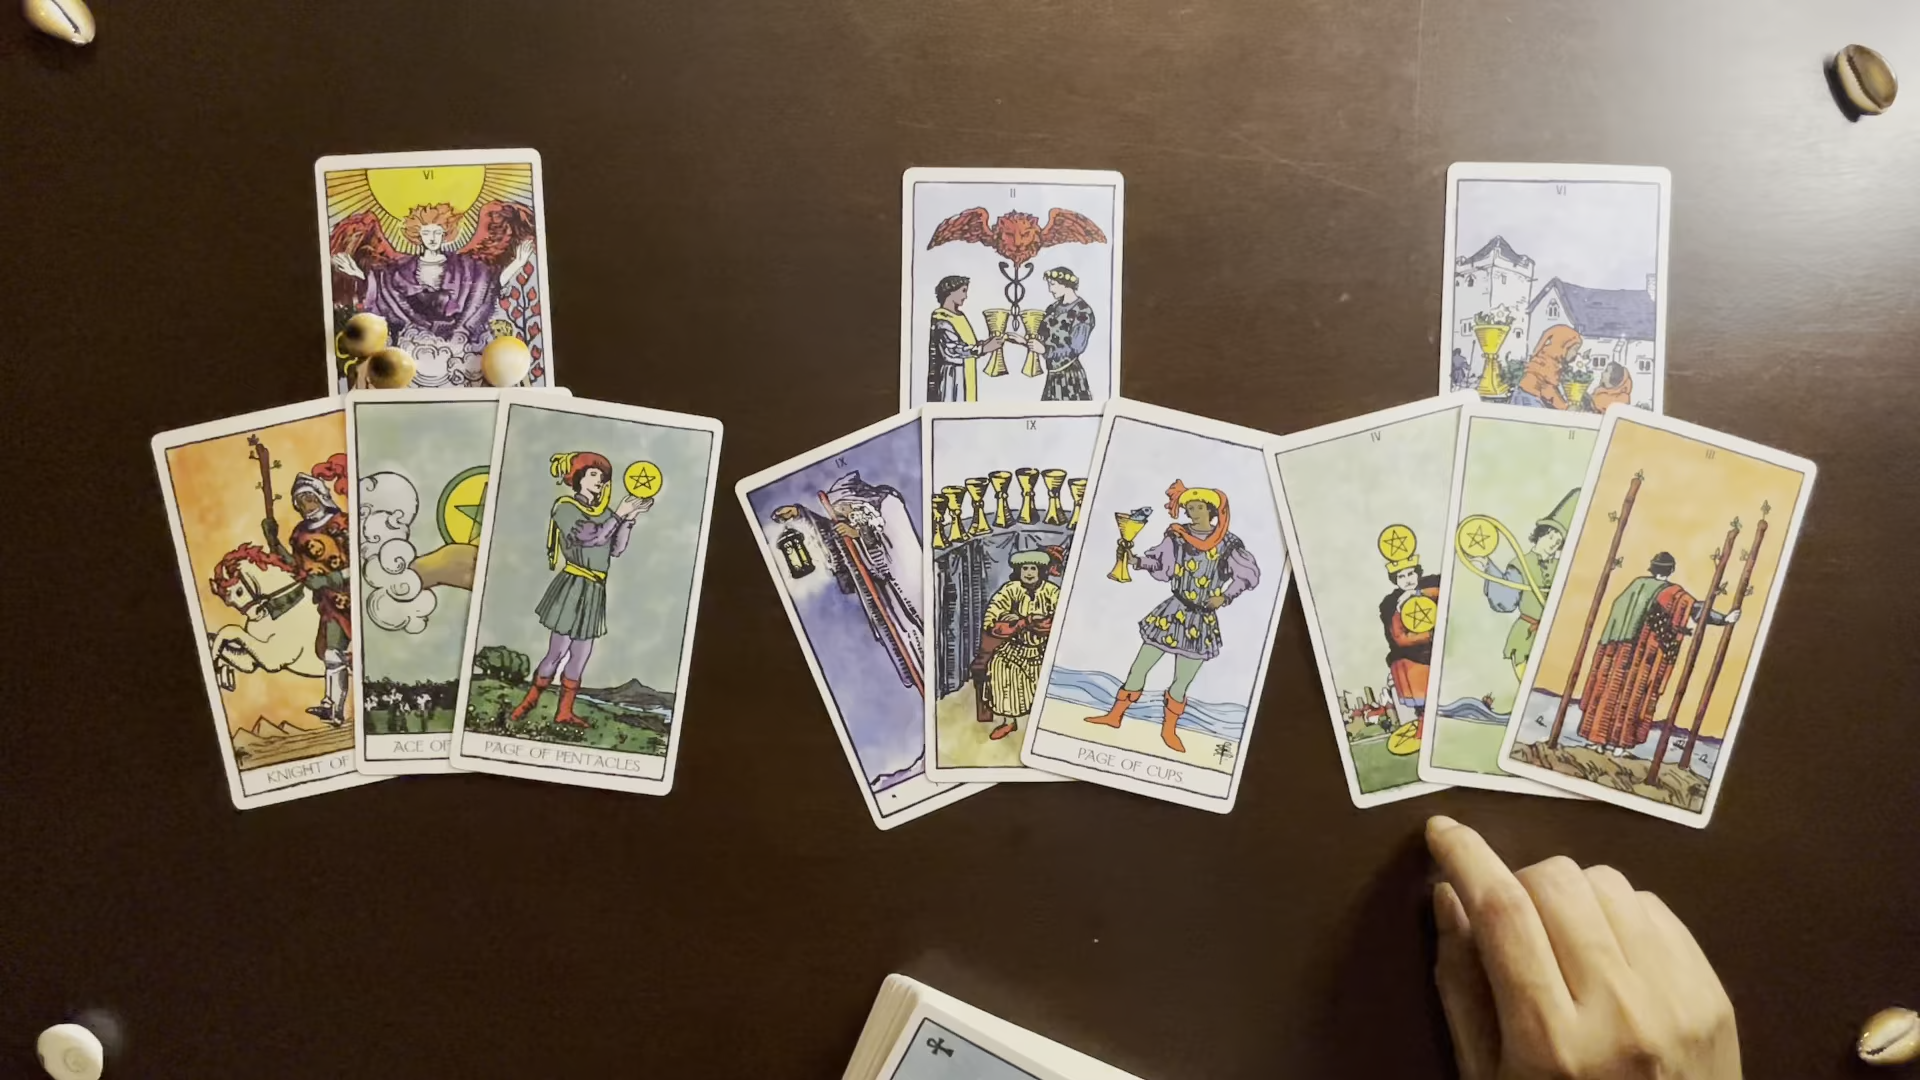 VI
II
VI
KNIGHT OF
ACE OF
PAGE OF PENTACLES
IX
IX
PAGE OF CUPS
IV
II
III